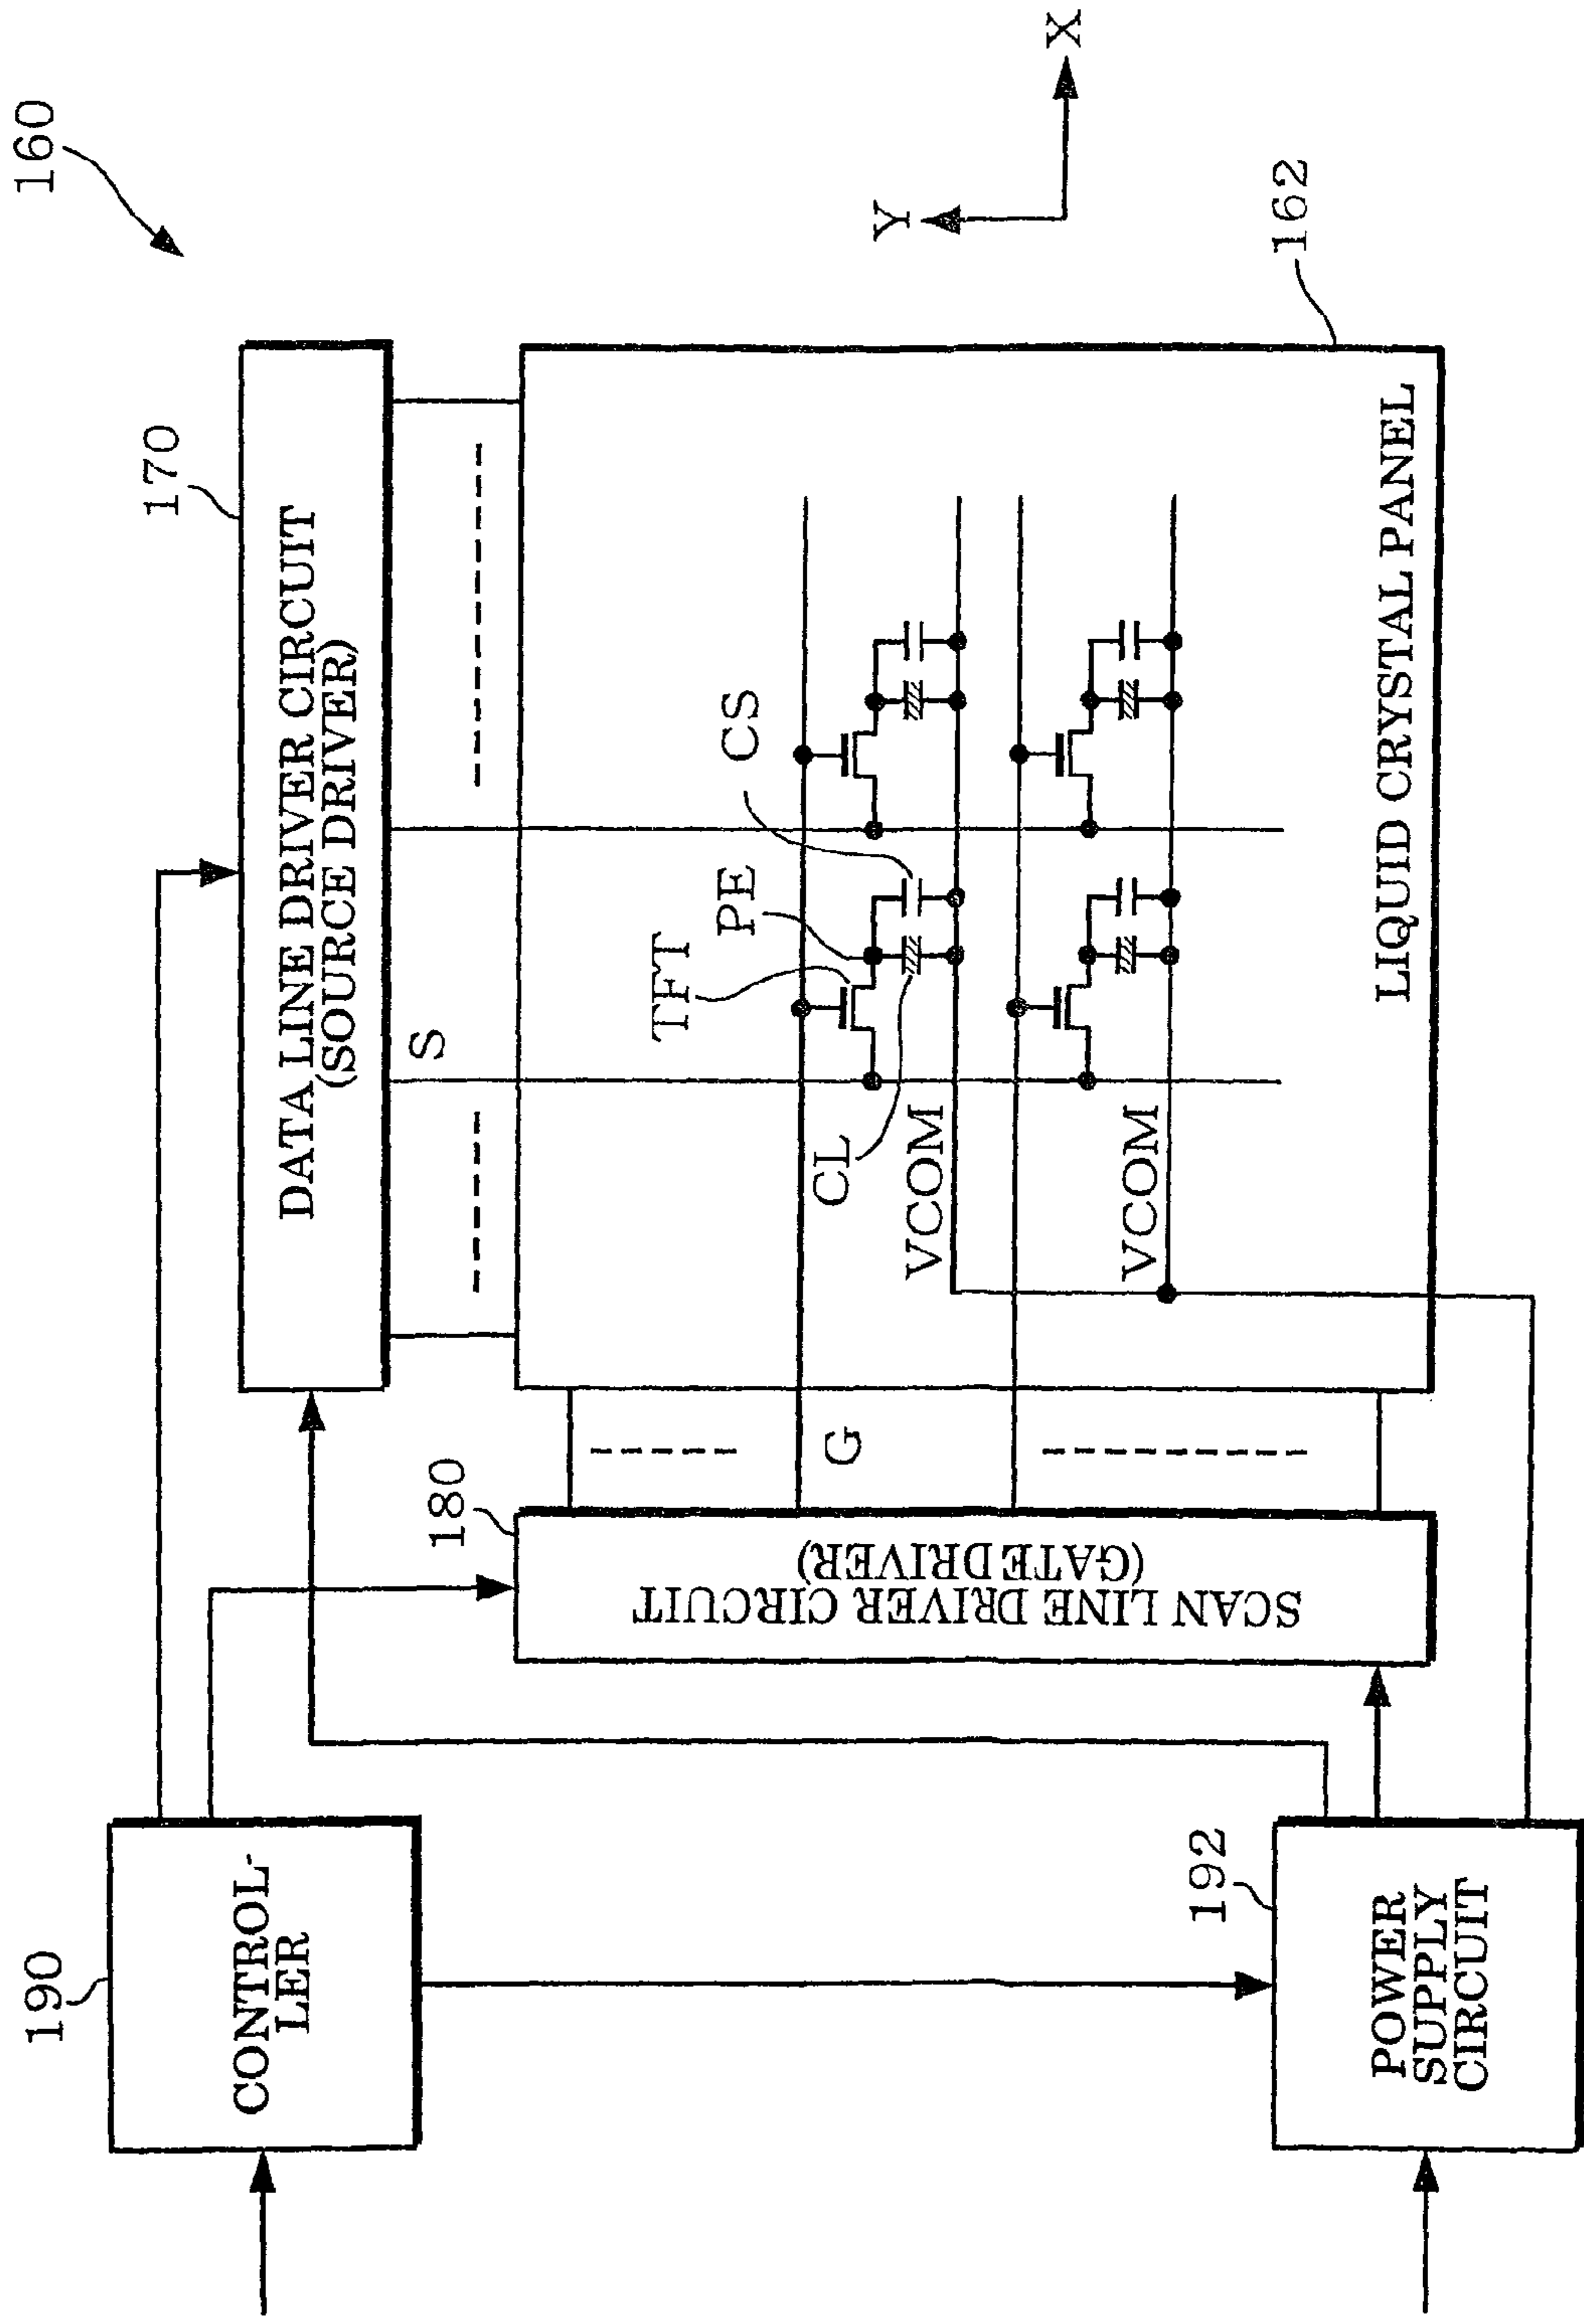 160
170
DATA LINE DRIVER CIRCUIT
(SOURCE DRIVER)
190
CONTROL-
LER
S
180
SCAN LINE DRIVER CIRCUIT
(GATE DRIVER)
G
TFT
PE
CS
CL
VCOM
VCOM
LIQUID CRYSTAL PANEL
162
Y
X
192
POWER
SUPPLY
CIRCUIT